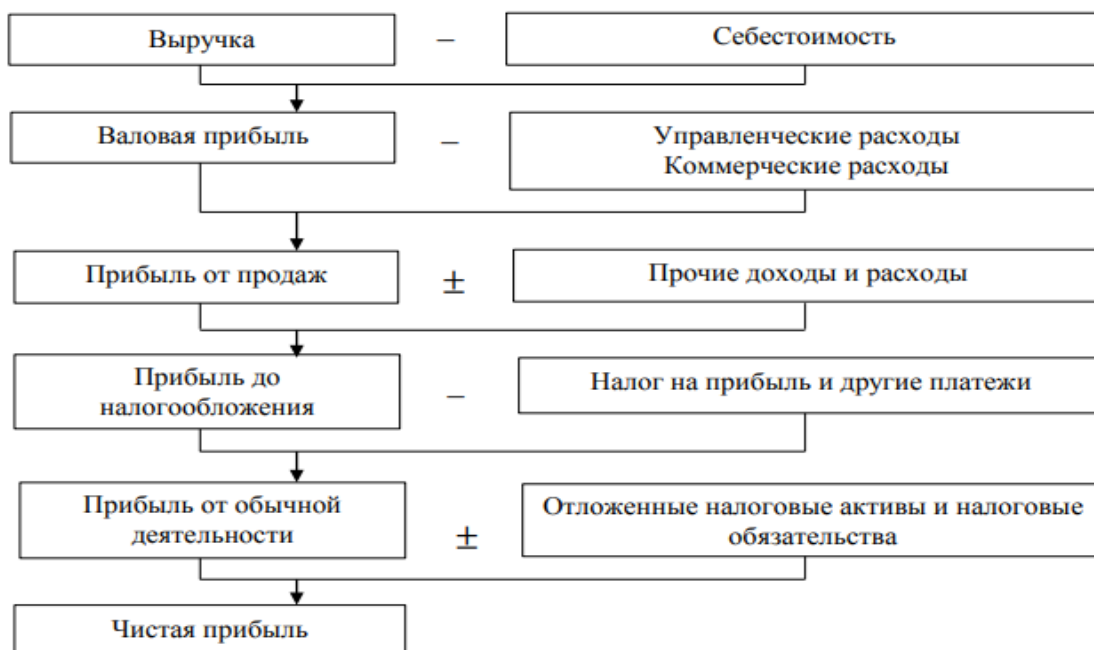 Выручка
–
Себестоимость
Валовая прибыль
–
Управленческие расходы
Коммерческие расходы
Прибыль от продаж
±
Прочие доходы и расходы
Прибыль до
налогообложения
–
Налог на прибыль и другие платежи
Прибыль от обычной
деятельности
±
Отложенные налоговые активы и налоговые
обязательства
Чистая прибыль